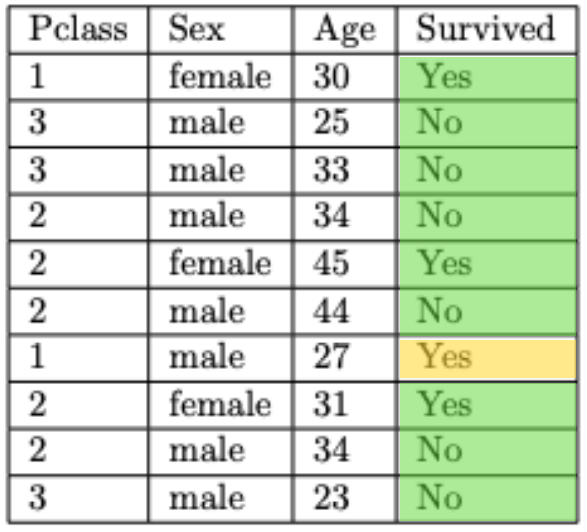 Pclass Sex Age Survived
1 female 30 Yes
3 male 25 No
3 male 33 No
2 male 34 No
2 female 45 Yes
2 male 44 No
1 male 27 Yes
2 female 31 Yes
2 male 34 No
3 male 23 No